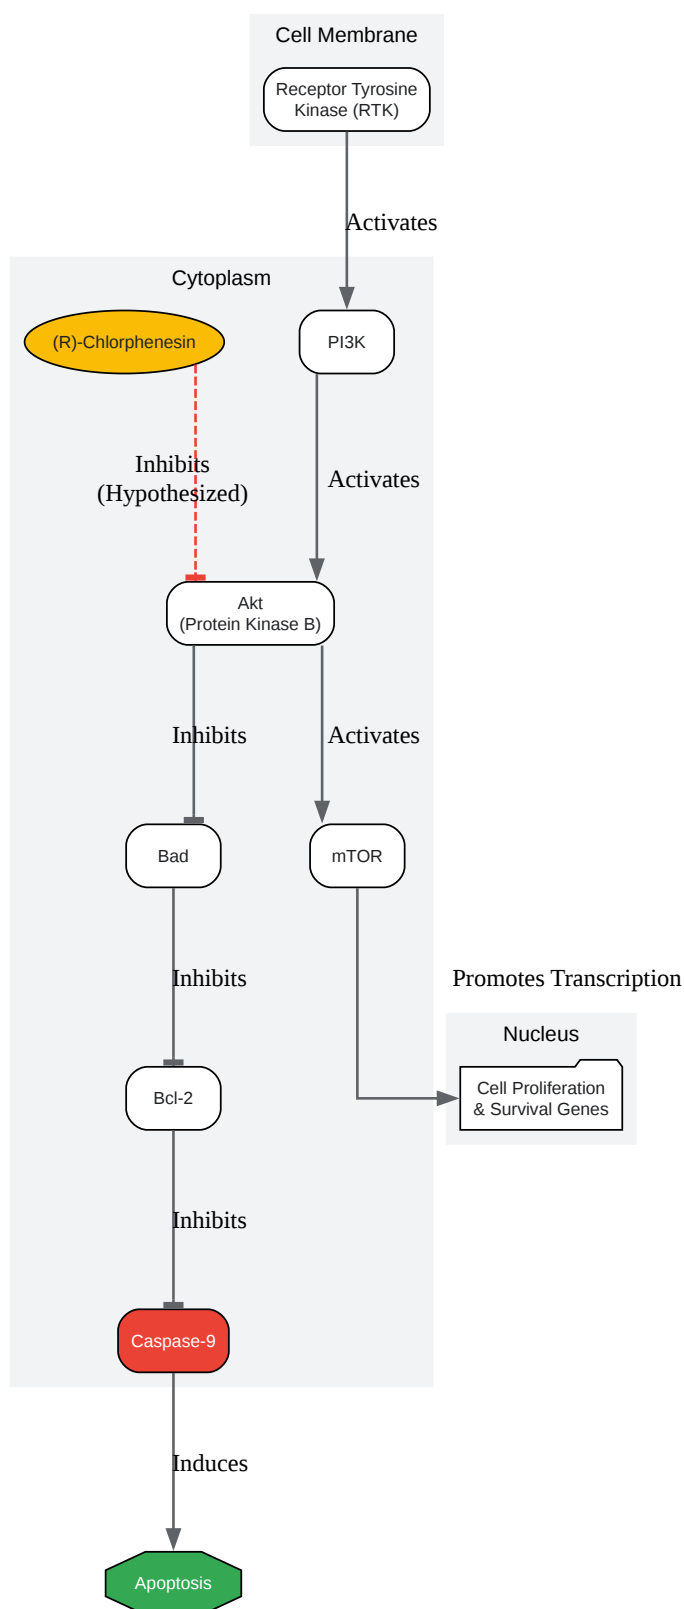 Cell Membrane
Receptor Tyrosine
Kinase (RTK)
Activates
Cytoplasm
(R)-Chlorphenesin
PI3K
Inhibits
(Hypothesized)
Activates
Akt
(Protein Kinase B)
Inhibits
Activates
Bad
mTOR
Inhibits
Promotes Transcription
Nucleus
Bcl-2
Cell Proliferation
& Survival Genes
Inhibits
Caspase-9
Induces
Apoptosis